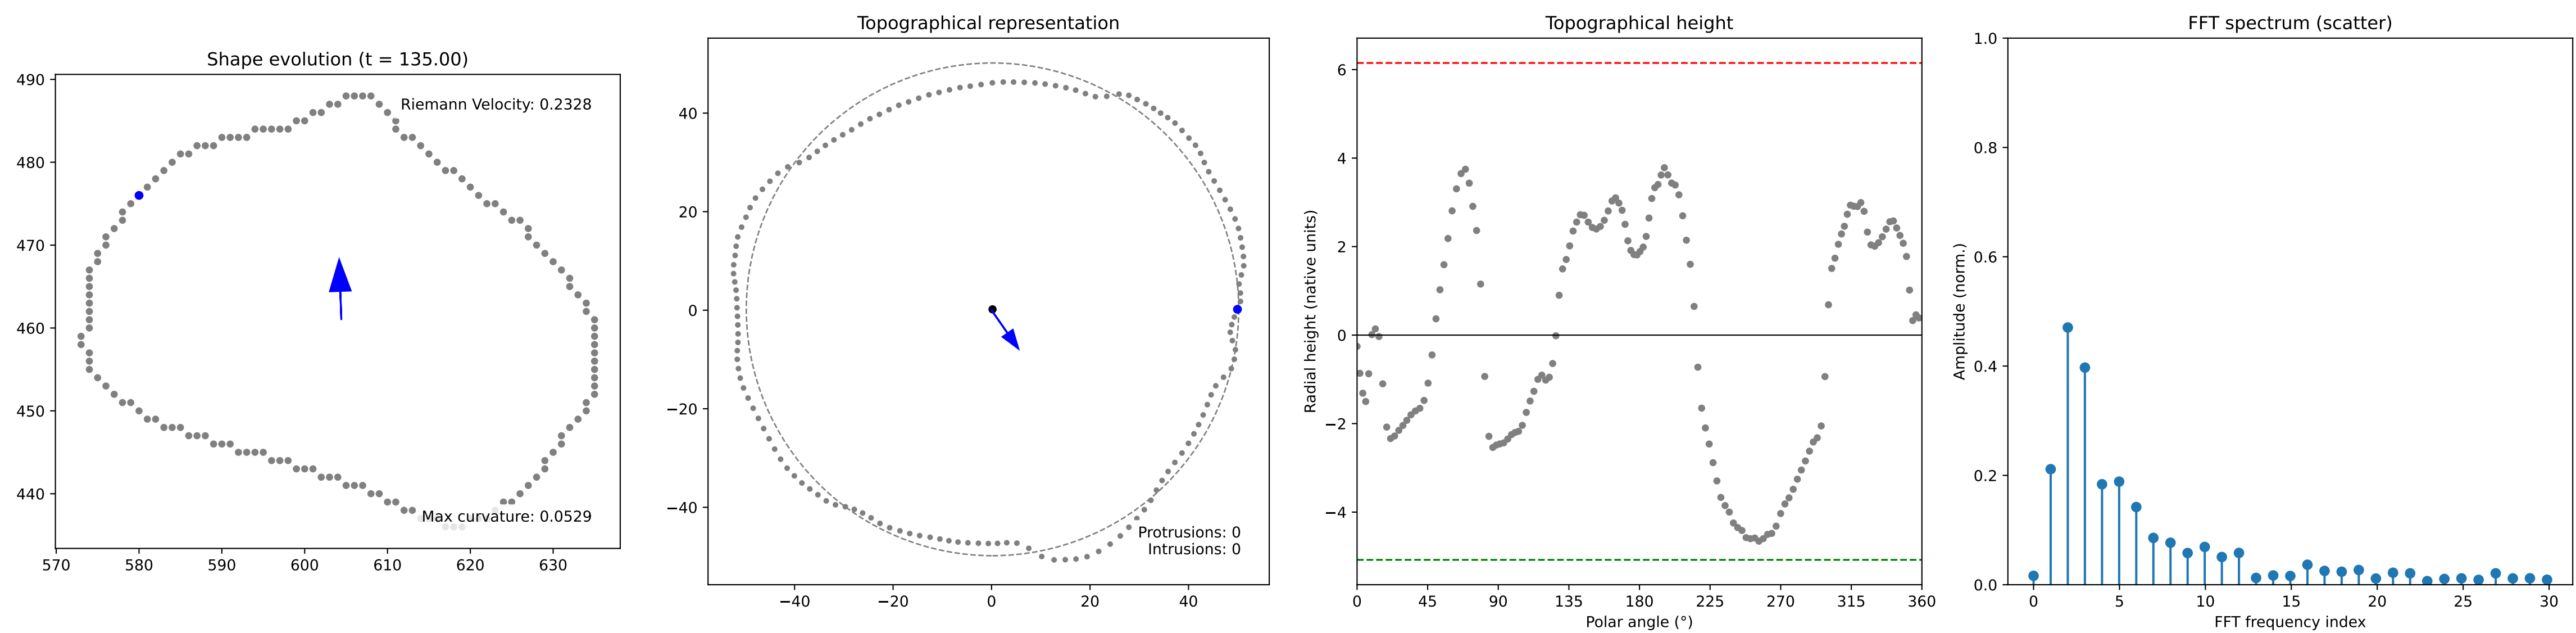 Shape evolution (t = 135.00)
Riemann Velocity: 0.2328
Max curvature: 0.0529
490
480
470
460
450
440
570 580 590 600 610 620 630
Topographical representation
40
20
0
−20
−40
−40 −20 0 20 40
Protrusions: 0
Intrusions: 0
Topographical height
Radial height (native units)
6
4
2
0
−2
−4
0 45 90 135 180 225 270 315 360
Polar angle (°)
FFT spectrum (scatter)
Amplitude (norm.)
1.0
0.8
0.6
0.4
0.2
0.0
0 5 10 15 20 25 30
FFT frequency index